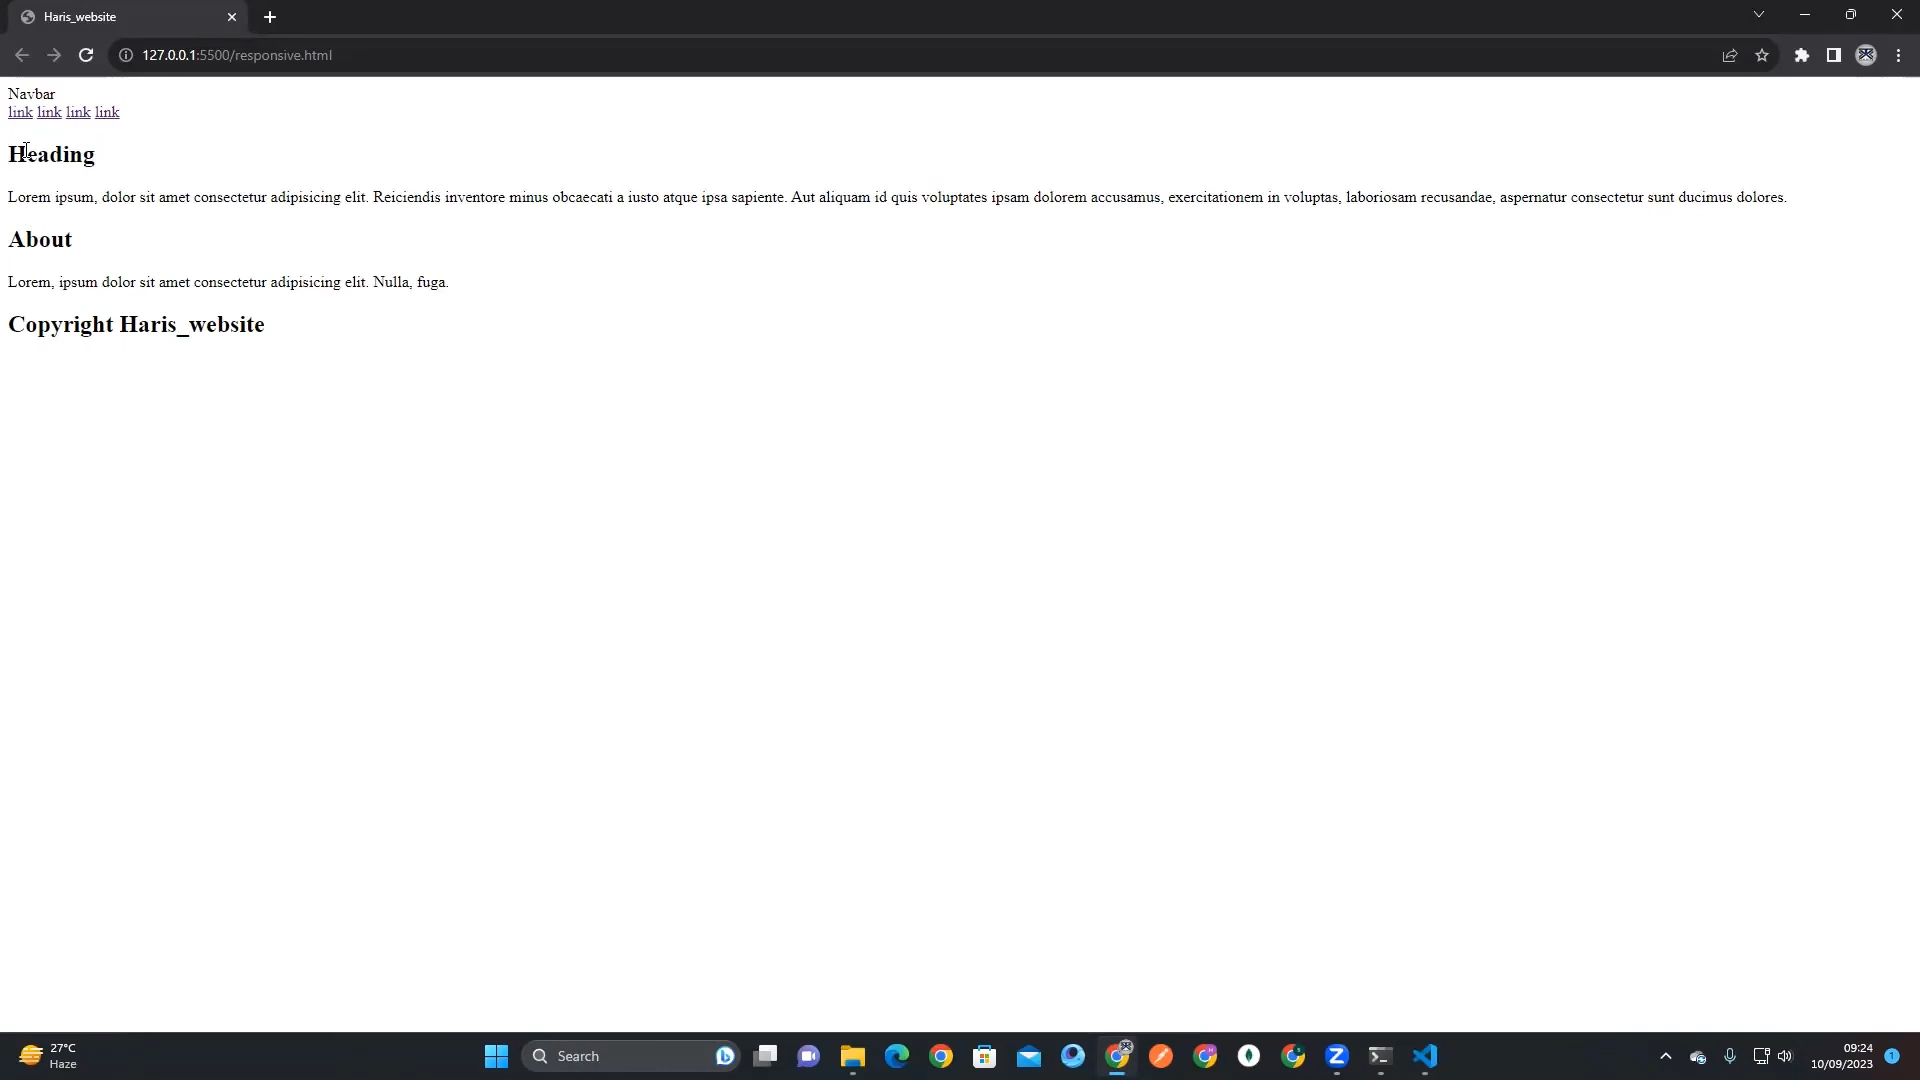 Haris_website
127.0.0.1:5500/responsive.html
Navbar
link link link link
Heading
Lorem ipsum, dolor sit amet consectetur adipisicing elit. Reiciendis inventore minus obcaecati a iusto atque ipsa sapiente. Aut aliquam id quis voluptates ipsam dolorem accusamus, exercitationem in voluptas, laboriosam recusandae, aspernatur consectetur sunt ducimus dolores.
About
Lorem, ipsum dolor sit amet consectetur adipisicing elit. Nulla, fuga.
Copyright Haris_website
27°C
Haze
Search
09:24
10/09/2023
1